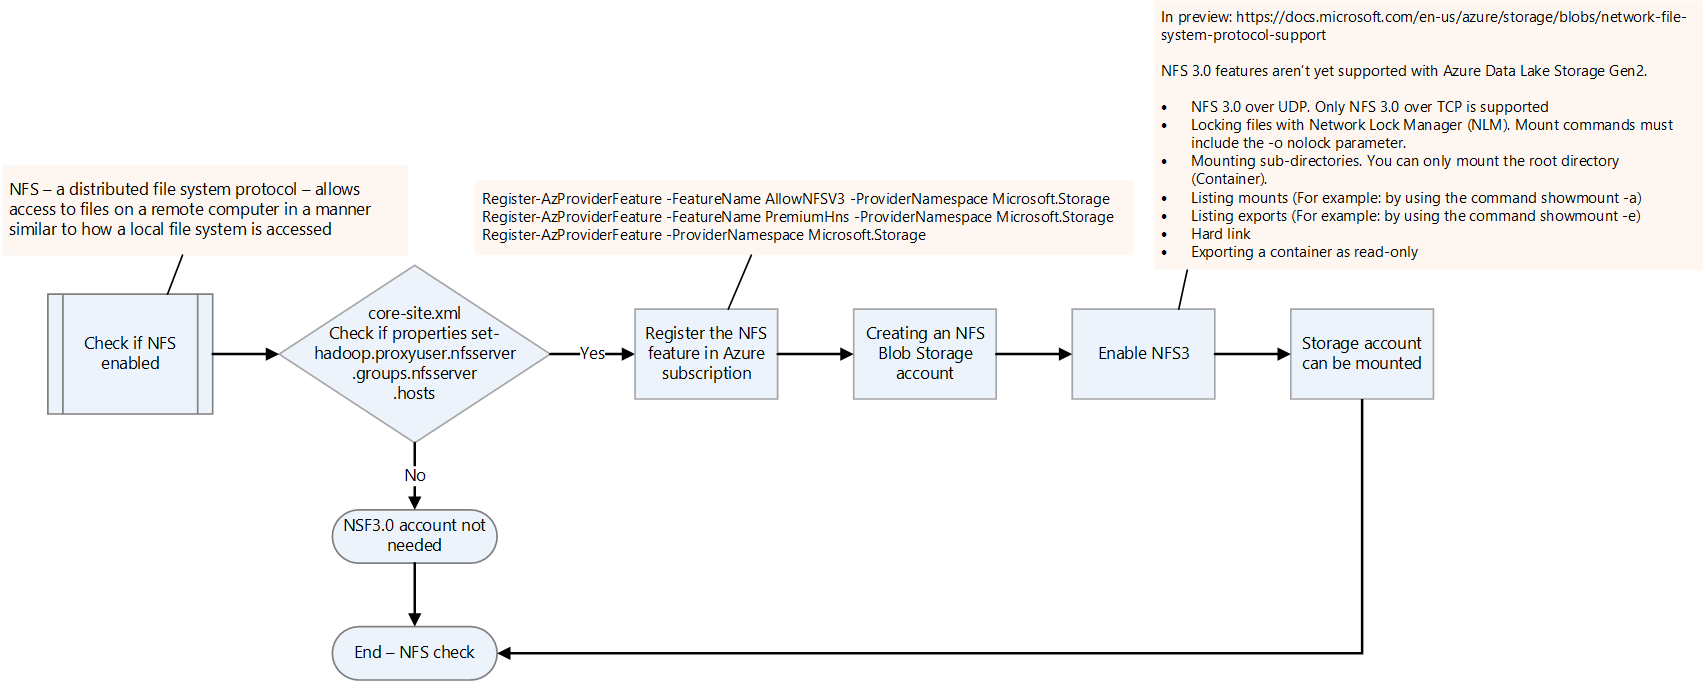 In preview: https://docs.microsoft.com/en-us/azure/storage/blobs/network-file-
system-protocol-support
NFS 3.0 features aren't yet supported with Azure Data Lake Storage Gen2.
• NFS 3.0 over UDP. Only NFS 3.0 over TCP is supported
• Locking files with Network Lock Manager (NLM). Mount commands must
include the -o nolock parameter.
• Mounting sub-directories. You can only mount the root directory
(Container).
• Listing mounts (For example: by using the command showmount -a)
• Listing exports (For example: by using the command showmount -e)
• Hard link
• Exporting a container as read-only
NFS – a distributed file system protocol – allows
access to files on a remote computer in a manner
similar to how a local file system is accessed
Register-AzProviderFeature -FeatureName AllowNFSV3 -ProviderNamespace Microsoft.Storage
Register-AzProviderFeature -FeatureName PremiumHns -ProviderNamespace Microsoft.Storage
Register-AzProviderFeature -ProviderNamespace Microsoft.Storage
Check if NFS
enabled
core-site.xml
Check if properties set-
hadoop.proxyuser.nfsserver
.groups.nfsserver
.hosts
Yes
Register the NFS
feature in Azure
subscription
Creating an NFS
Blob Storage
account
Enable NFS3
Storage account
can be mounted
No
NSF3.0 account not
needed
End – NFS check